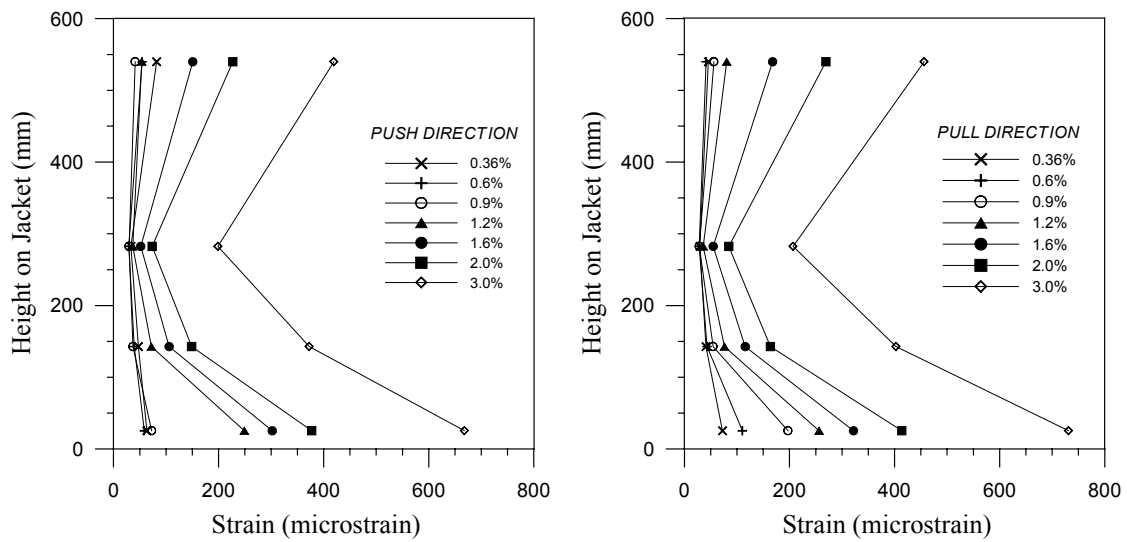 600
400
200
0
Height on Jacket (mm)
PUSH DIRECTION
0.36%
0.6%
0.9%
1.2%
1.6%
2.0%
3.0%
0 200 400 600 800
Strain (microstrain)
600
400
200
0
Height on Jacket (mm)
PULL DIRECTION
0.36%
0.6%
0.9%
1.2%
1.6%
2.0%
3.0%
0 200 400 600 800
Strain (microstrain)